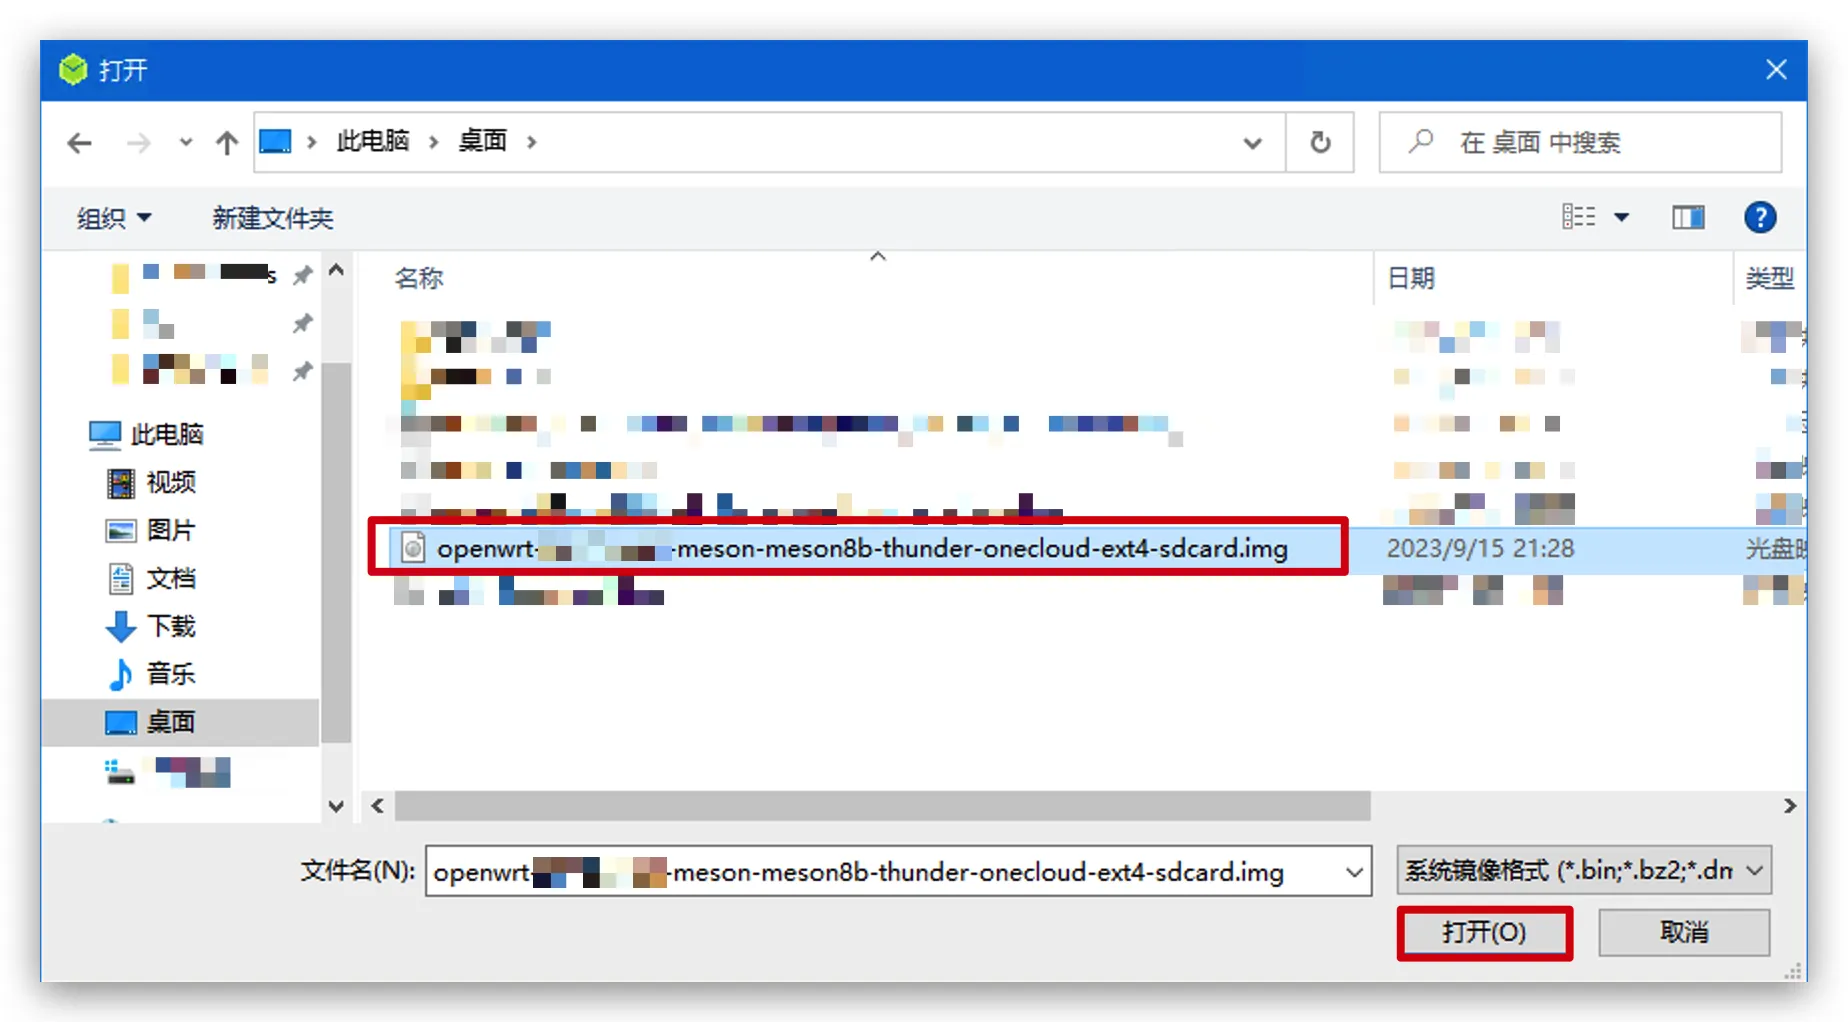 打开
此电脑 桌面
在 桌面 中搜索
组织 新建文件夹
名称 日期 类型
s
此电脑
视频
图片
文档
下载
音乐
桌面
openwrt- -meson-meson8b-thunder-onecloud-ext4-sdcard.img 2023/9/15 21:28 光盘
文件名(N): openwrt- -meson-meson8b-thunder-onecloud-ext4-sdcard.img 系统镜像格式 (*.bin;*.bz2;*.dm
打开(O) 取消